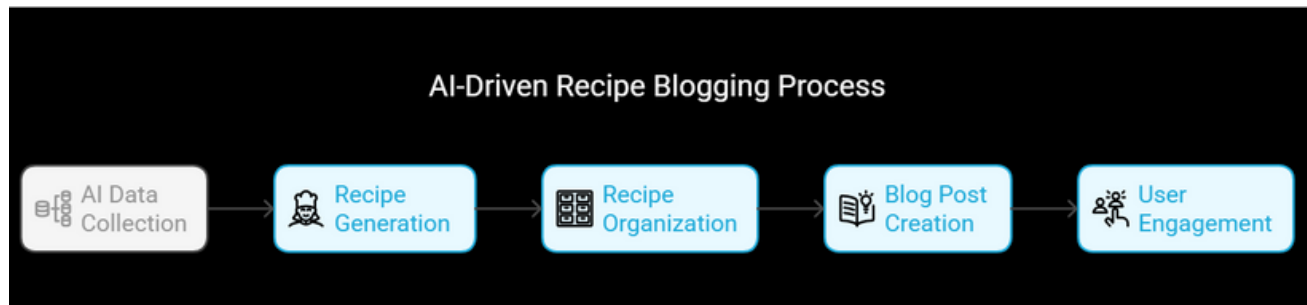 AI-Driven Recipe Blogging Process
AI Data
Collection
Recipe
Generation
Recipe
Organization
Blog Post
Creation
User
Engagement